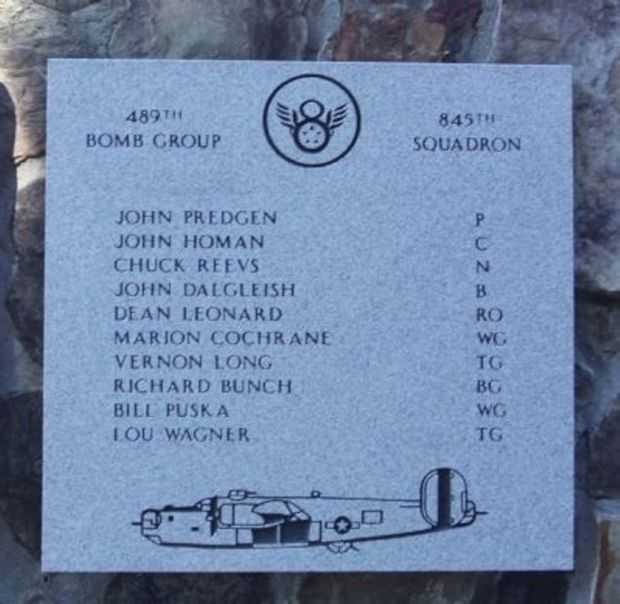 489TH
BOMB GROUP
845TH
SQUADRON
JOHN PREDGEN P
JOHN HOMAN C
CHUCK REEVS N
JOHN DALGLEISH B
DEAN LEONARD RO
MARION COCHRANE WG
VERNON LONG TG
RICHARD BUNCH BG
BILL PUSKA WG
LOU WAGNER TG